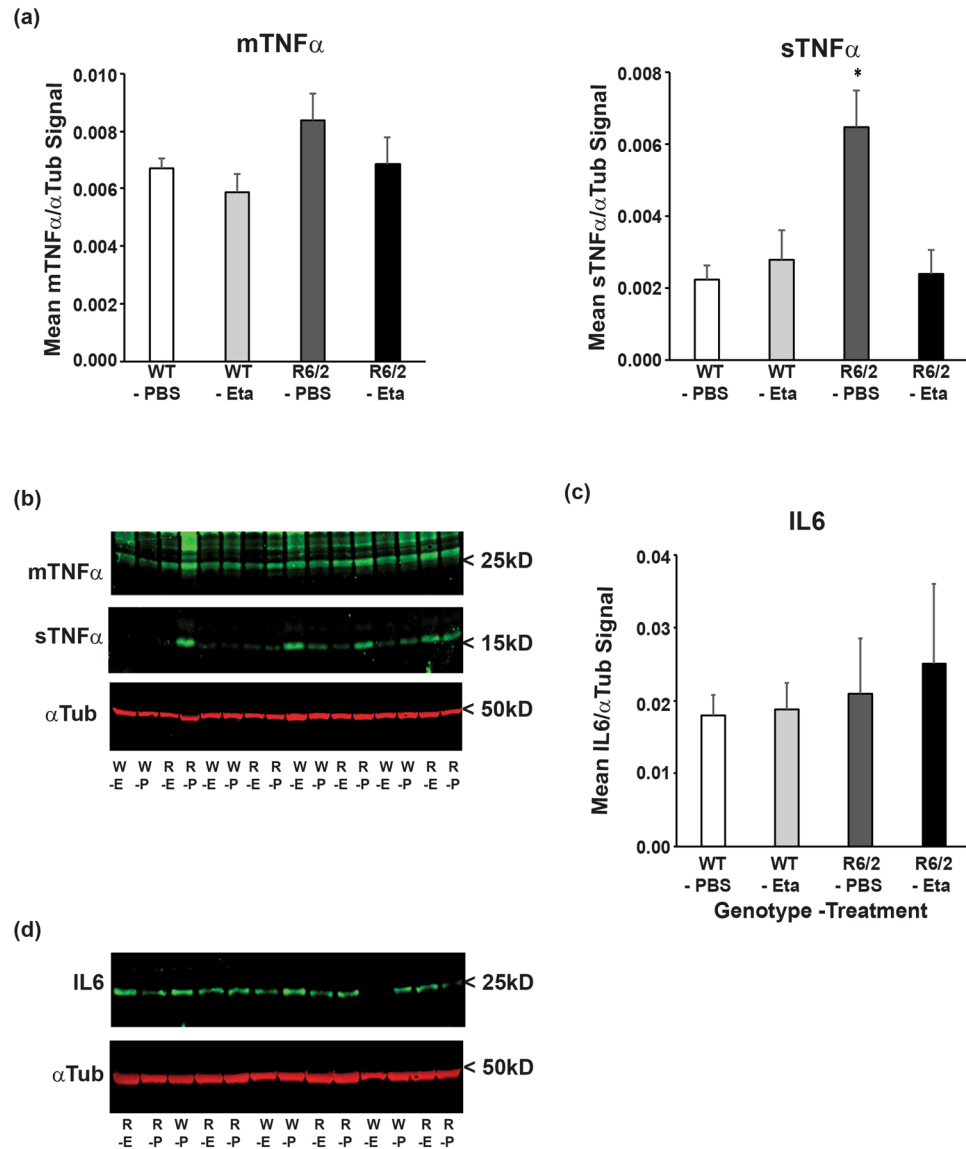 (a)
mTNFα
Mean mTNFα/αTub Signal
0.010
0.008
0.006
0.004
0.002
0.000
WT WT R6/2 R6/2
- PBS - Eta - PBS - Eta
sTNFα
Mean sTNFα/αTub Signal
0.008
0.006
0.004
0.002
0.000
*
WT WT R6/2 R6/2
- PBS - Eta - PBS - Eta
(b)
mTNFα < 25kD
sTNFα < 15kD
αTub < 50kD
W W R R W W R R W W R W W R R
-E -P -E -P -E -P -E -P -E -P -P -E -P -E -P
(c)
IL6
Mean IL6/αTub Signal
0.04
0.03
0.02
0.01
0.00
WT WT R6/2 R6/2
- PBS - Eta - PBS - Eta
Genotype -Treatment
(d)
IL6 < 25kD
αTub < 50kD
R R W R R W W R R W W R R
-E -P -P -E -P -E -P -E -P -E -P -E -P